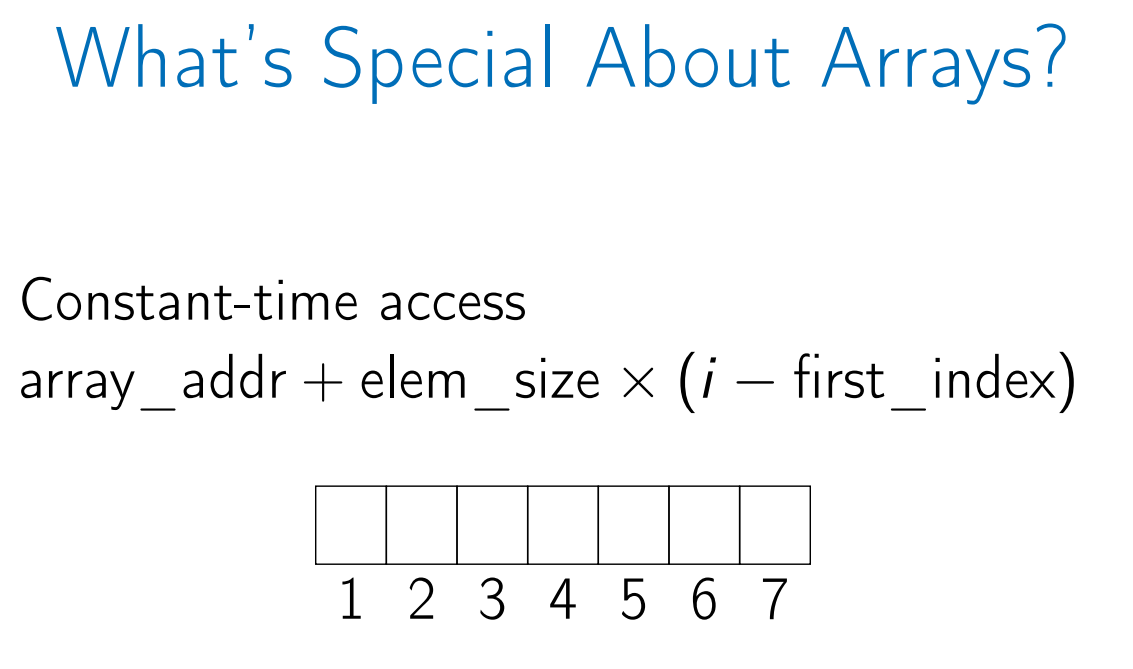 What's Special About Arrays?
Constant-time access
array_addr + elem_size × (i − first_index)
1 2 3 4 5 6 7